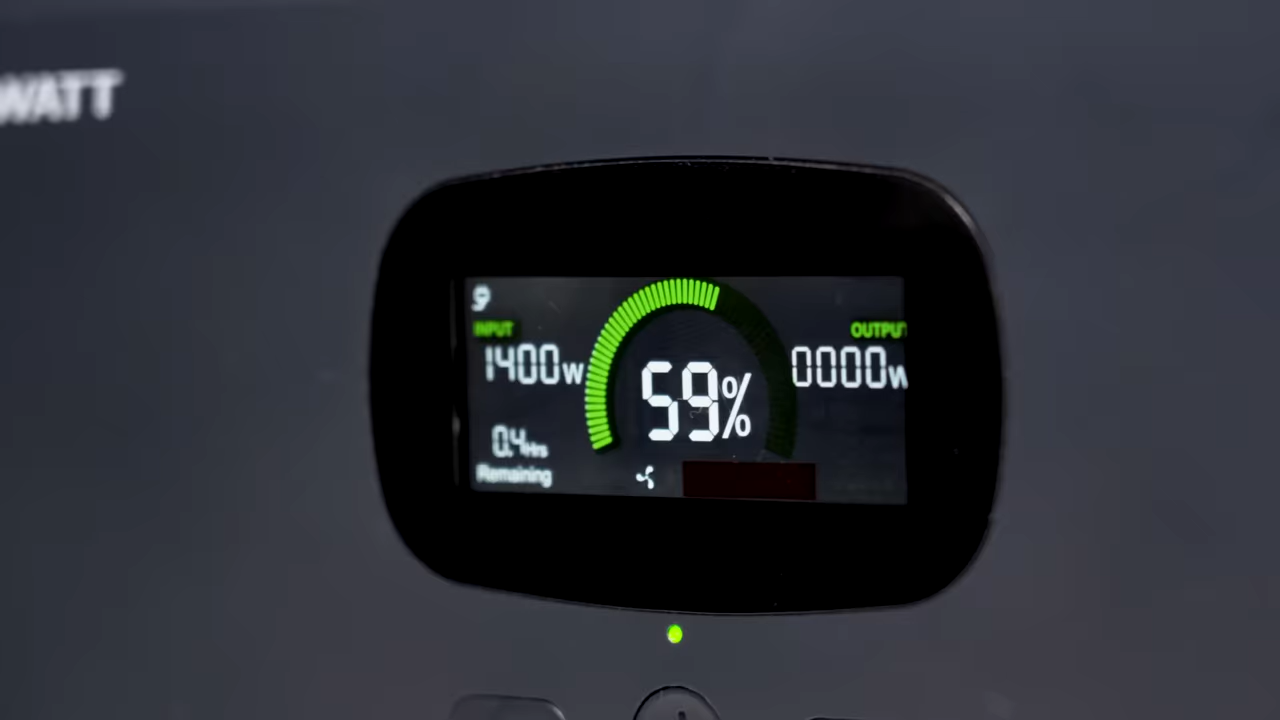 WATT
INPUT
OUTPUT
1400W
59%
0000W
0.4Hrs
Remaining